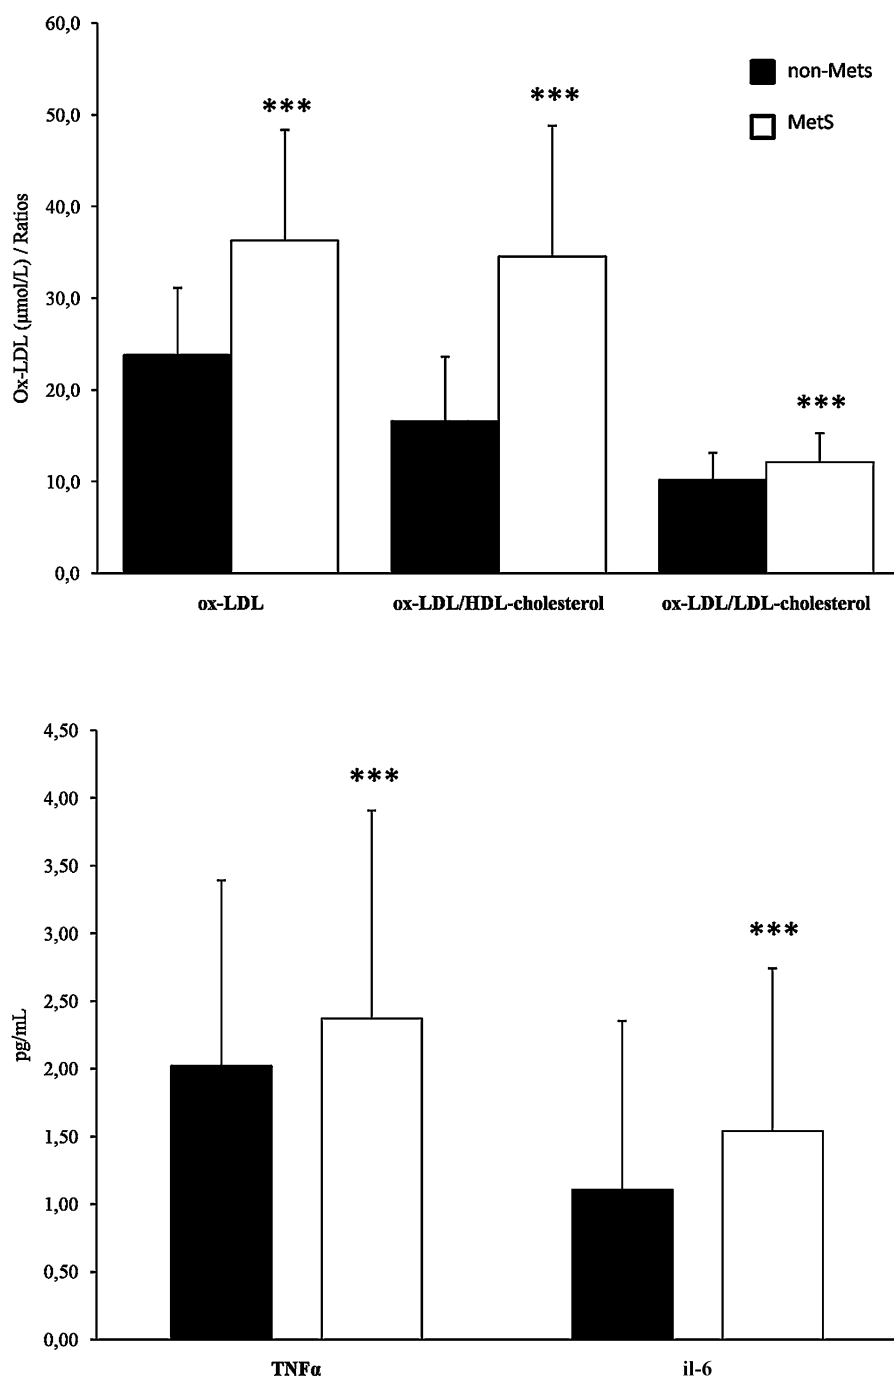 60,0
50,0
40,0
30,0
20,0
10,0
0,0
Ox-LDL (μmol/L) / Ratios
***
***
***
non-Mets
MetS
ox-LDL
ox-LDL/HDL-cholesterol
ox-LDL/LDL-cholesterol
4,50
4,00
3,50
3,00
2,50
2,00
1,50
1,00
0,50
0,00
pg/mL
***
***
TNFα
il-6